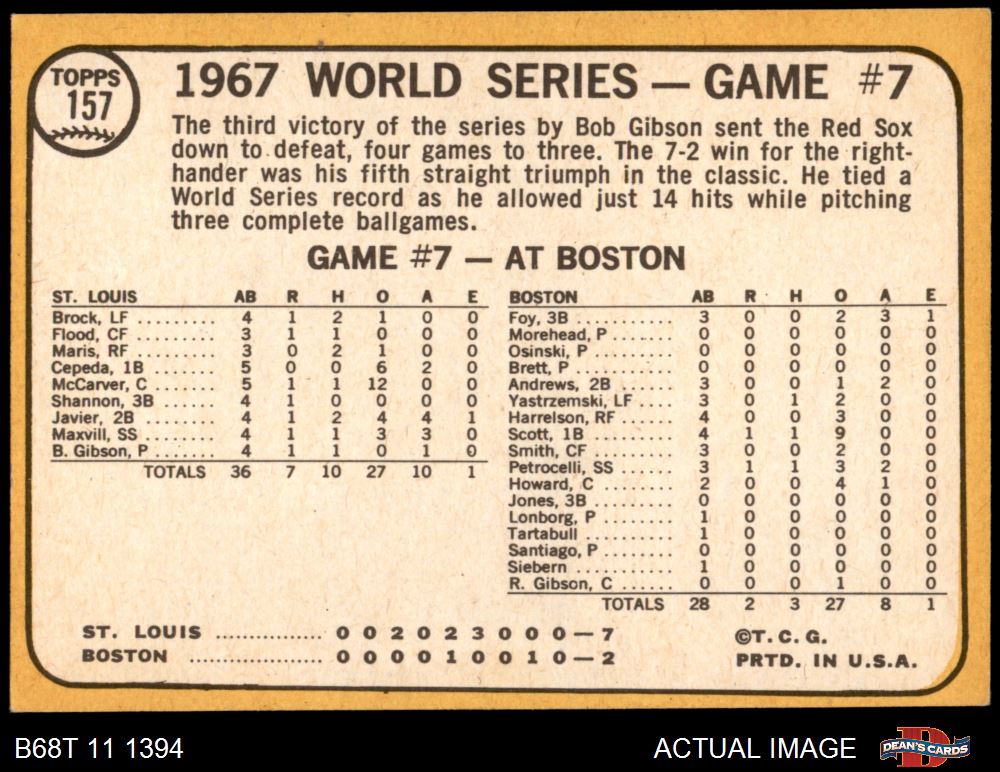 TOPPS
157
1967 WORLD SERIES — GAME #7
The third victory of the series by Bob Gibson sent the Red Sox
down to defeat, four games to three. The 7-2 win for the right-
hander was his fifth straight triumph in the classic. He tied a
World Series record as he allowed just 14 hits while pitching
three complete ballgames.
GAME #7 — AT BOSTON
ST. LOUIS AB R H O A E
Brock, LF ......... 4 1 2 1 0 0
Flood, CF ......... 3 1 1 0 0 0
Maris, RF ......... 3 0 2 1 0 0
Cepeda, 1B ....... 5 0 0 6 2 0
McCarver, C ...... 5 1 1 12 0 0
Shannon, 3B ...... 4 1 0 0 0 0
Javier, 2B ........ 4 1 2 4 4 1
Maxvill, SS ....... 4 1 1 3 3 0
B. Gibson, P ...... 4 1 1 0 1 0
TOTALS 36 7 10 27 10 1
BOSTON AB R H O A E
Foy, 3B ........... 3 0 0 2 3 1
Morehead, P ...... 0 0 0 0 0 0
Osinski, P ........ 0 0 0 0 0 0
Brett, P .......... 0 0 0 0 0 0
Andrews, 2B ...... 3 0 0 1 2 0
Yastrzemski, LF .... 3 0 1 2 0 0
Harrelson, RF ...... 4 0 0 3 0 0
Scott, 1B ......... 4 1 1 9 0 0
Smith, CF ......... 3 0 0 2 0 0
Petrocelli, SS ...... 3 1 1 3 2 0
Howard, C ........ 2 0 0 4 1 0
Jones, 3B ......... 0 0 0 0 0 0
Lonborg, P ........ 1 0 0 0 0 0
Tartabull ......... 1 0 0 0 0 0
Santiago, P ....... 0 0 0 0 0 0
Siebern ........... 1 0 0 0 0 0
R. Gibson, C ...... 0 0 0 1 0 0
TOTALS 28 2 3 27 8 1
ST. LOUIS .............. 0 0 2 0 2 3 0 0 0 — 7
BOSTON .................. 0 0 0 0 1 0 0 1 0 — 2
©T. C. G.
PRTD. IN U.S.A.
B68T 11 1394
ACTUAL IMAGE
D
DEAN'S CARDS